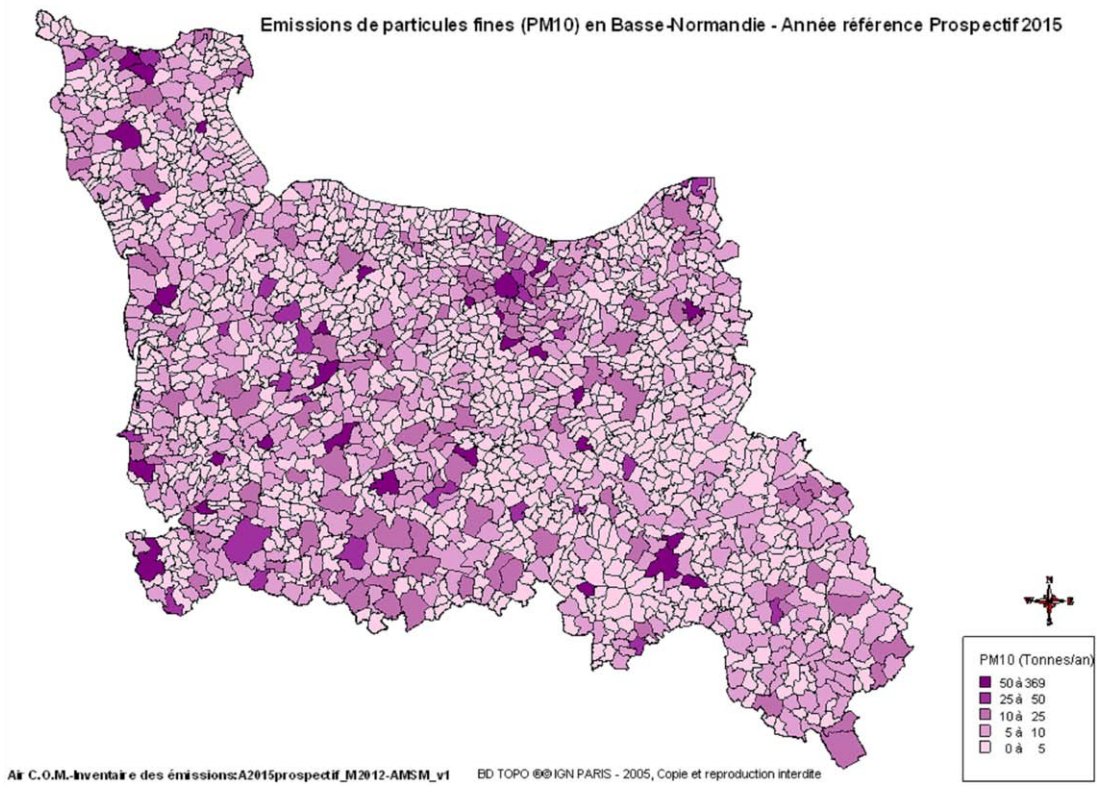 Emissions de particules fines (PM10) en Basse-Normandie - Année référence Prospectif 2015
N
W E
S
PM10 (Tonnes/an)
50 à 369
25 à 50
10 à 25
5 à 10
0 à 5
Air C.O.M.-Inventaire des émissions:A2015prospectif_M2012-AMSM_v1 BD TOPO ®© IGN PARIS - 2005, Copie et reproduction interdite